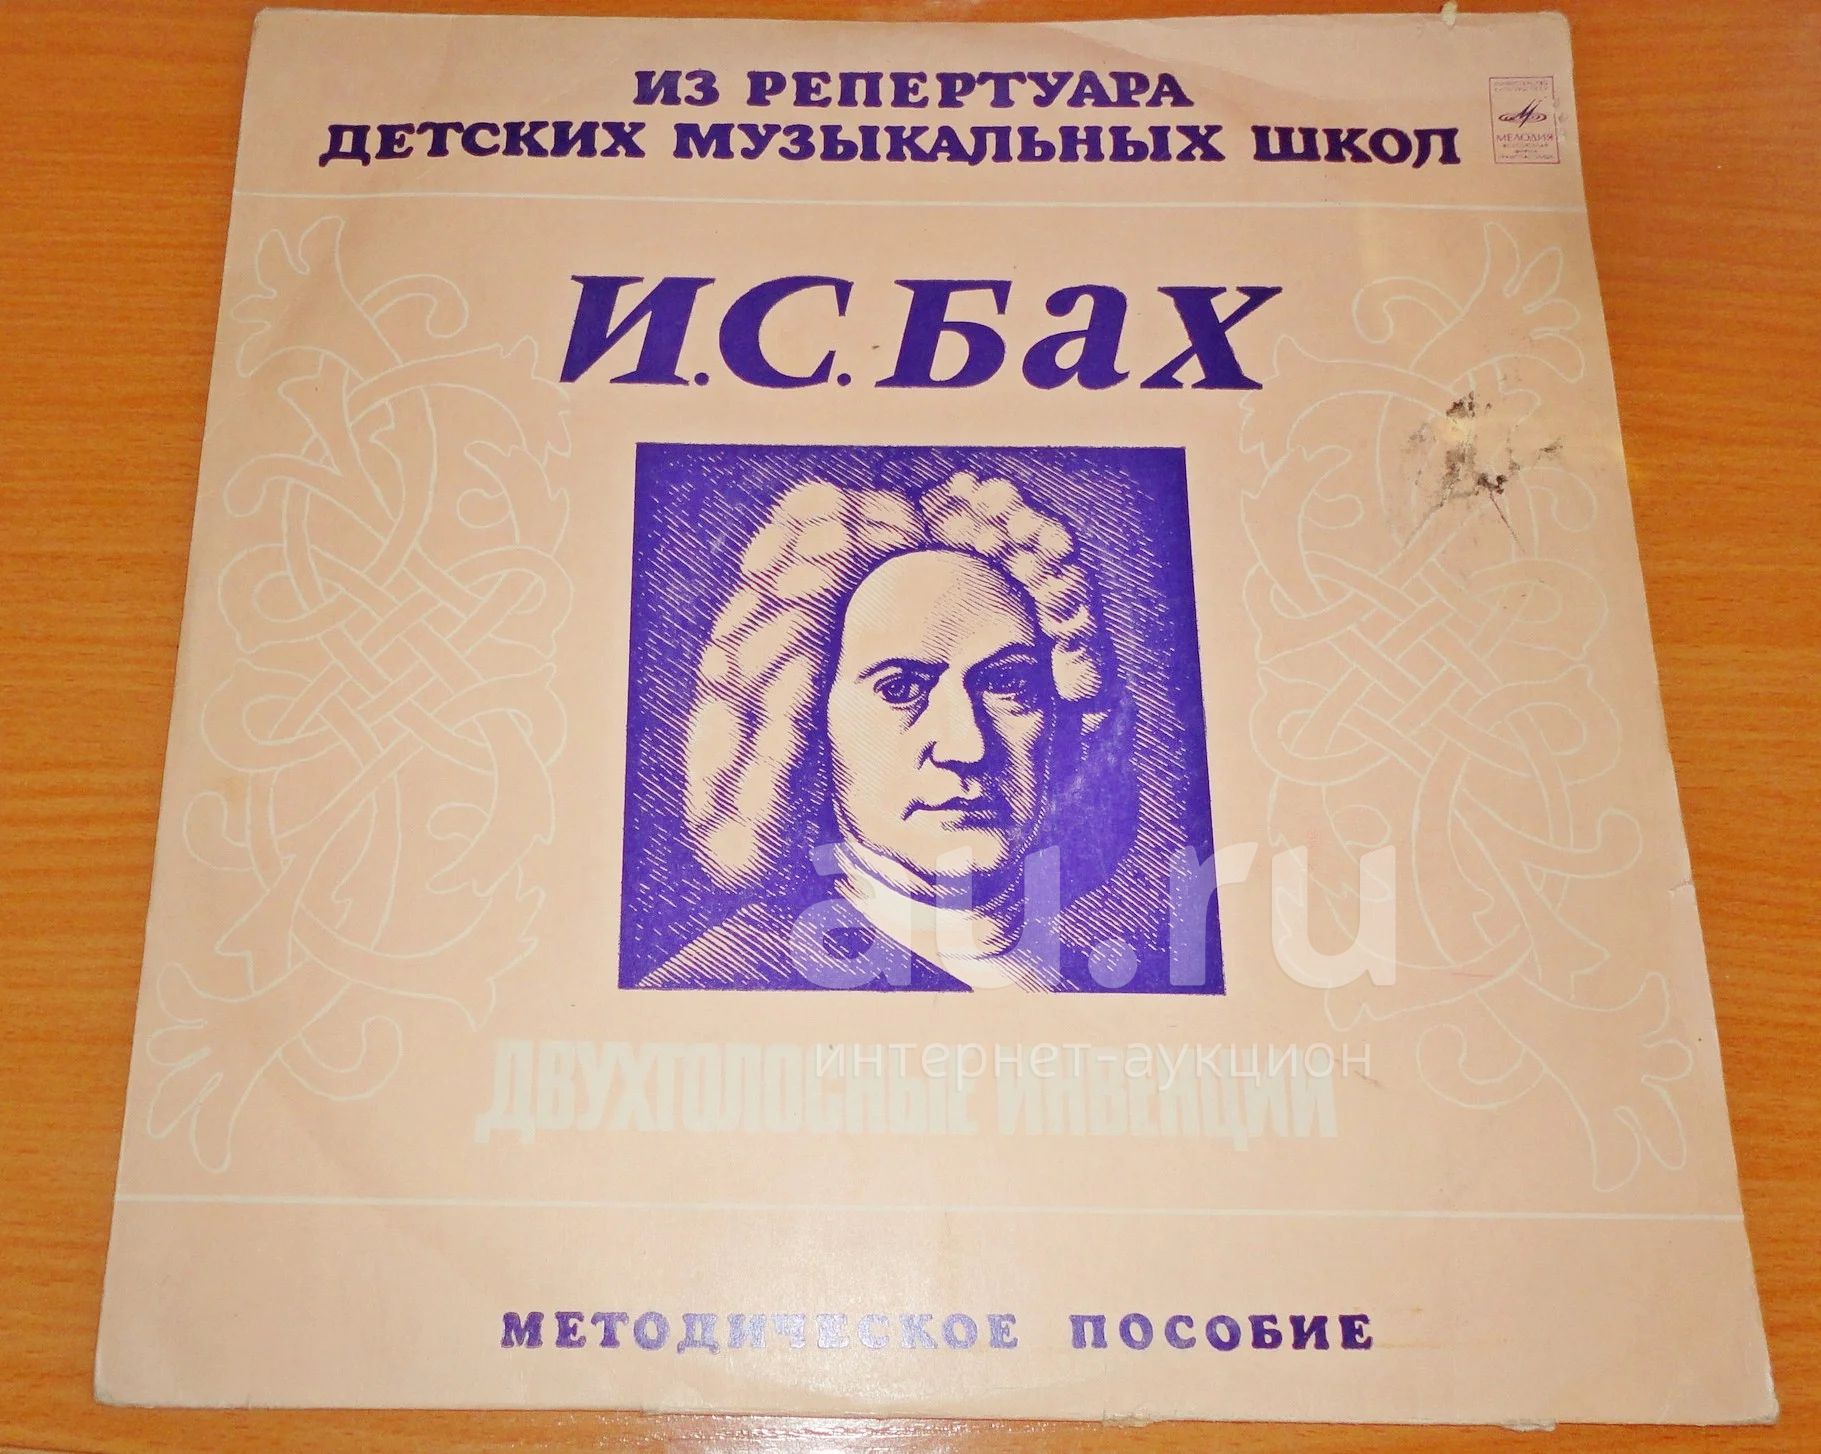 ИЗ РЕПЕРТУАРА
ДЕТСКИХ МУЗЫКАЛЬНЫХ ШКОЛ
МЕЛОДИЯ
И.С.Бах
au.ru
интернет-аукцион
ДВУХГОЛОСНЫЕ ИНВЕНЦИИ
МЕТОДИЧЕСКОЕ ПОСОБИЕ